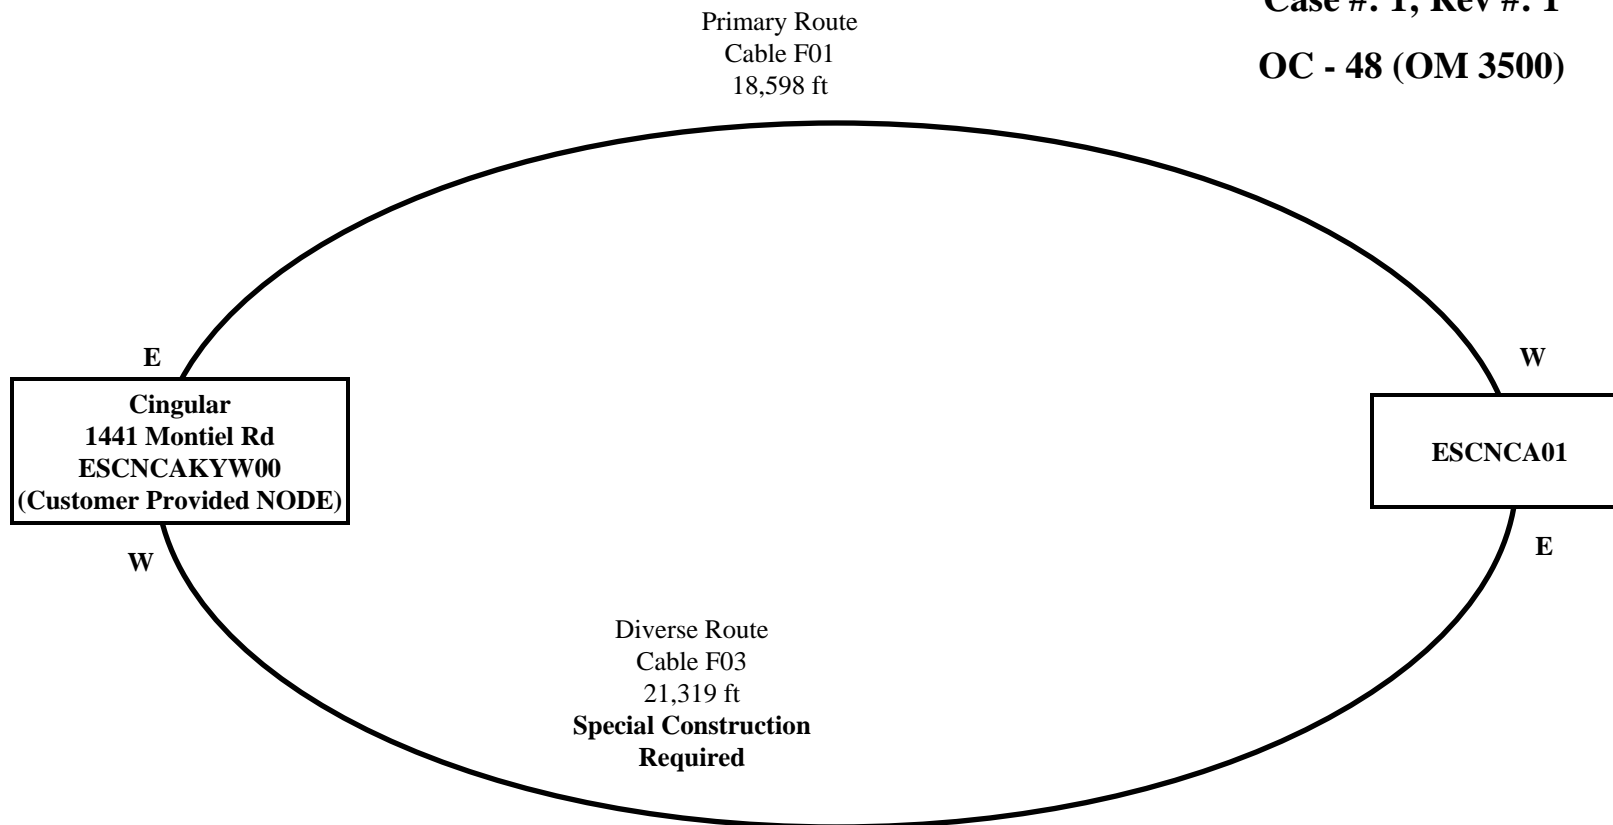 Case #: 1, Rev #: 1
OC - 48 (OM 3500)
Primary Route
Cable F01
18,598 ft
E
W
Cingular
1441 Montiel Rd
ESCNCAKYW00
(Customer Provided NODE)
ESCNCA01
W
E
Diverse Route
Cable F03
21,319 ft
Special Construction
Required